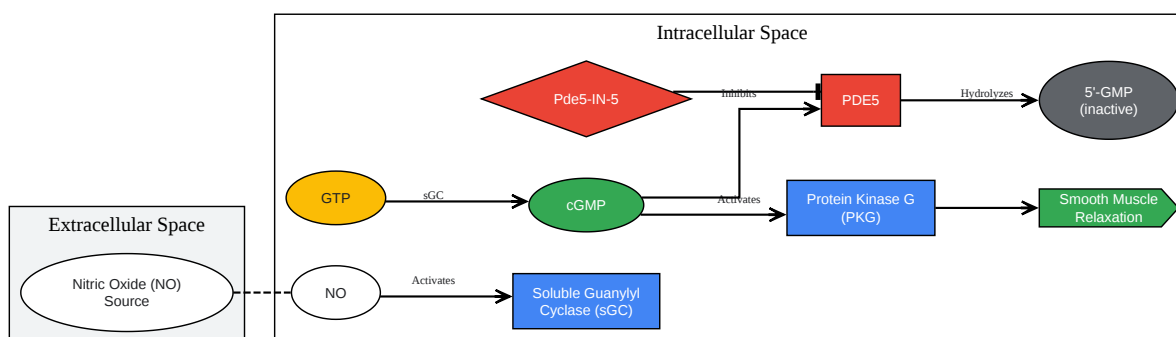 Intracellular Space
Pde5-IN-5
Inhibits
PDE5
Hydrolyzes
5'-GMP
(inactive)
GTP
sGC
cGMP
Activates
Protein Kinase G
(PKG)
Smooth Muscle
Relaxation
Extracellular Space
Nitric Oxide (NO)
Source
NO
Activates
Soluble Guanylyl
Cyclase (sGC)